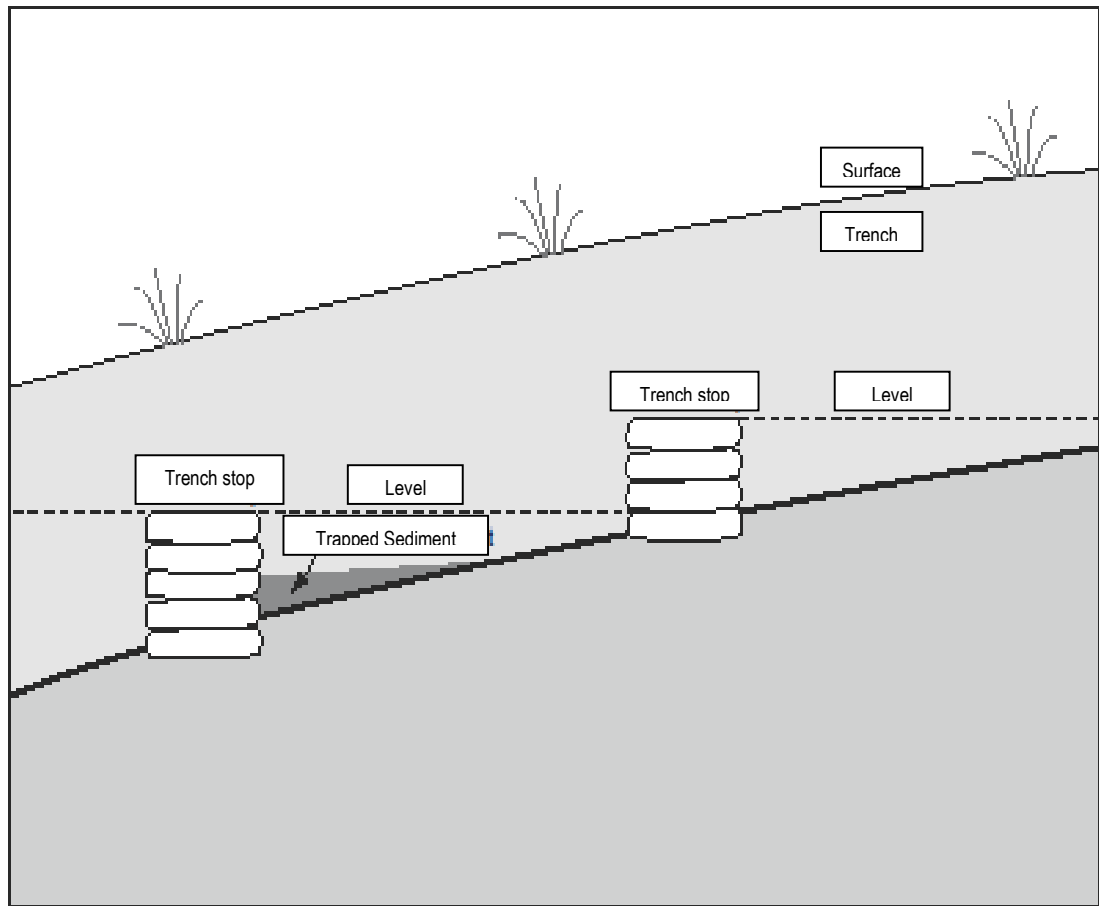 Surface
Trench
Trench stop
Level
Trench stop
Level
Trapped Sediment